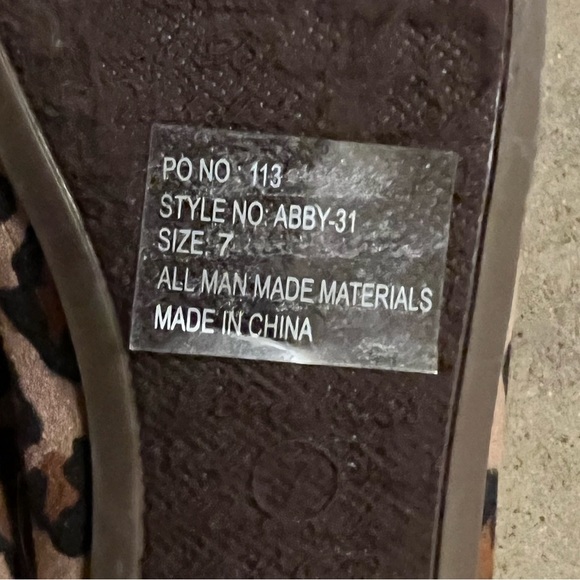 PO NO : 113
STYLE NO: ABBY-31
SIZE: 7
ALL MAN MADE MATERIALS
MADE IN CHINA